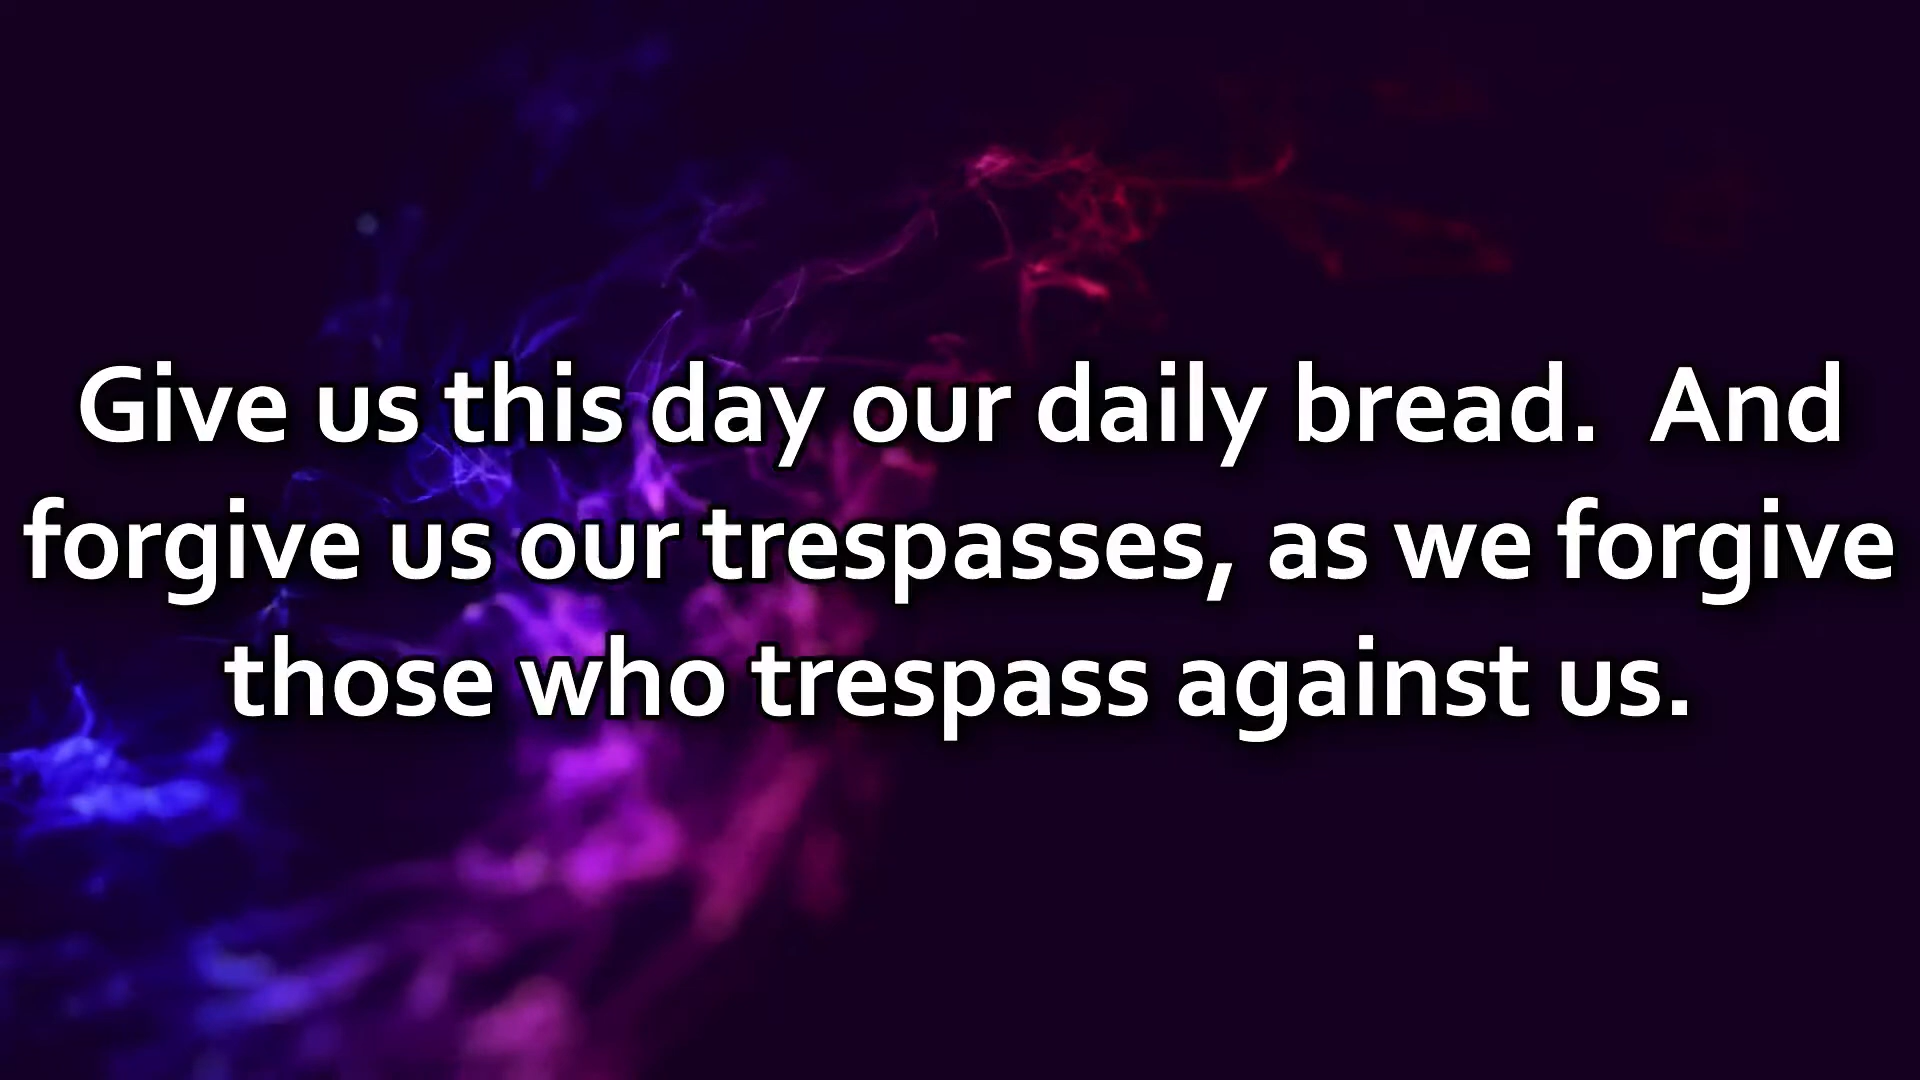 Give us this day our daily bread.  And
forgive us our trespasses, as we forgive
those who trespass against us.